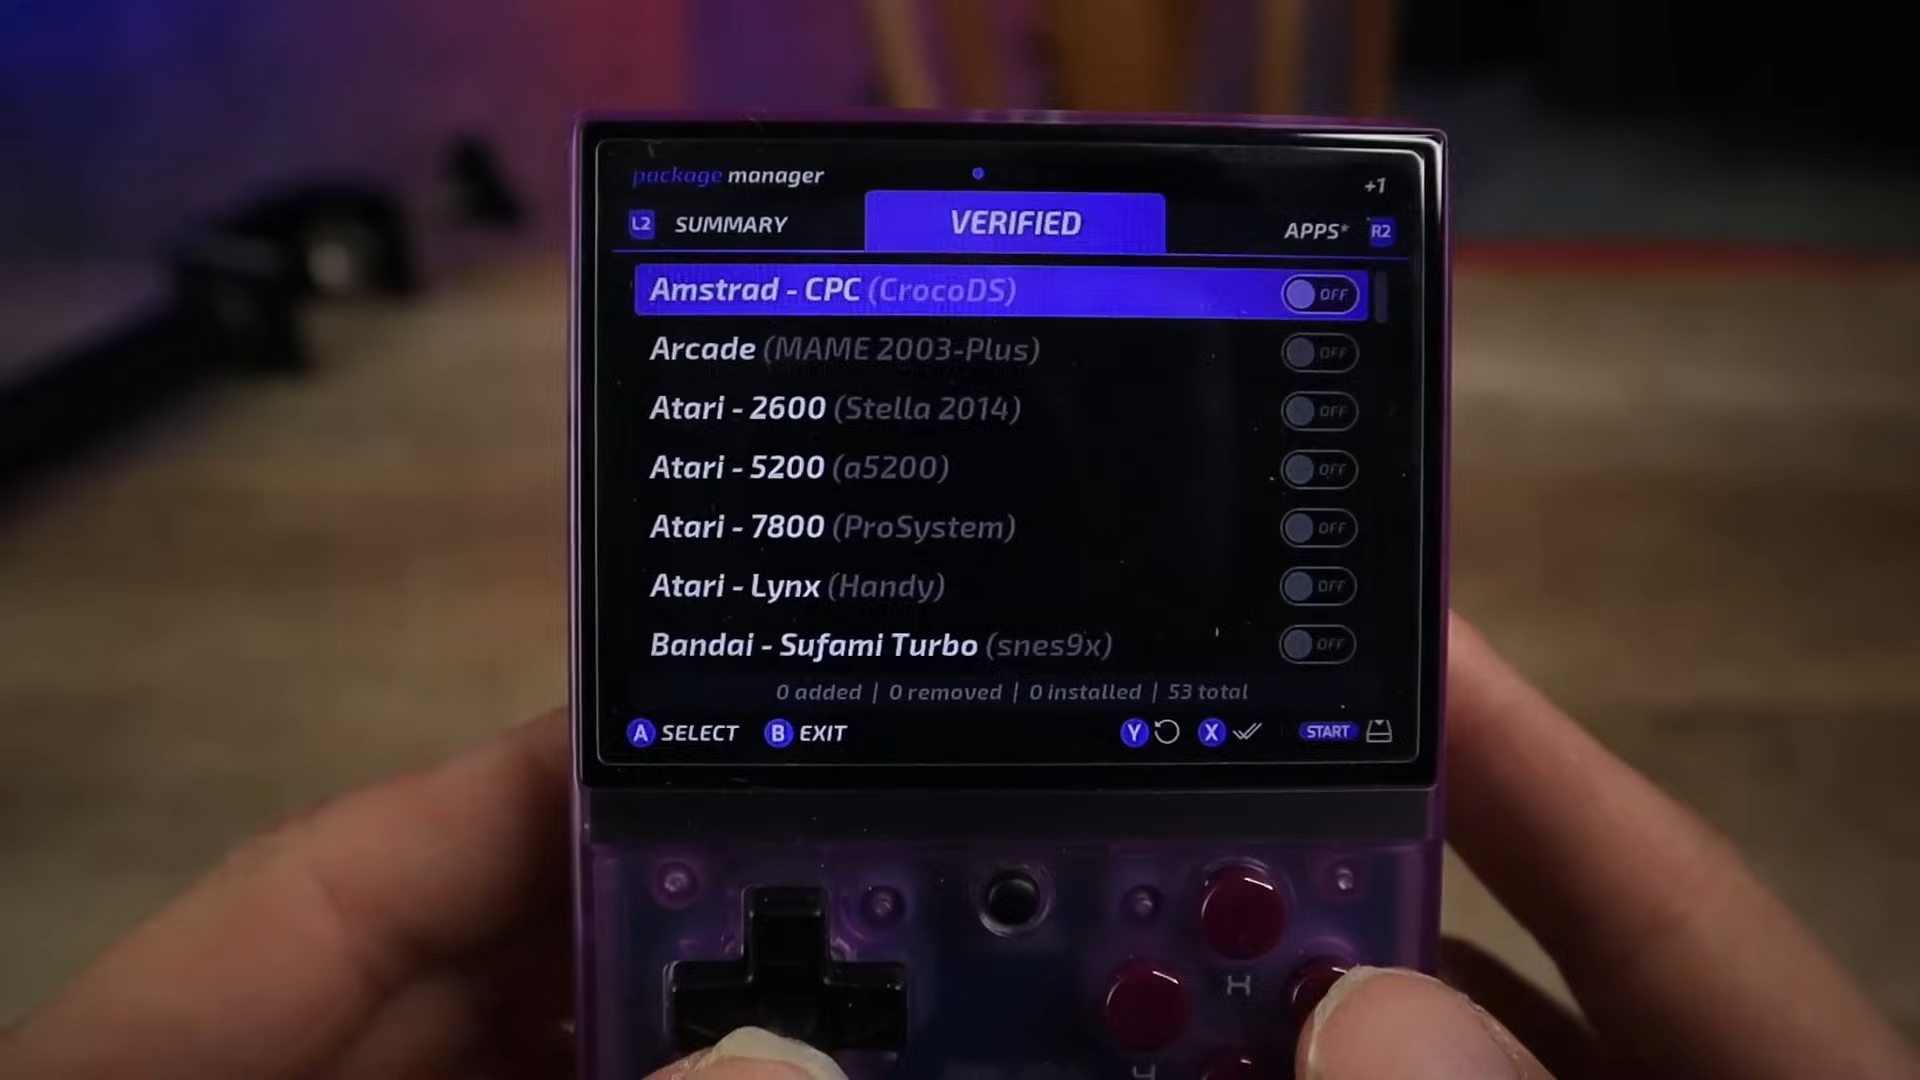 package manager
+1
L2 SUMMARY VERIFIED APPS* R2
Amstrad - CPC (CrocoDS) OFF
Arcade (MAME 2003-Plus) OFF
Atari - 2600 (Stella 2014) OFF
Atari - 5200 (a5200) OFF
Atari - 7800 (ProSystem) OFF
Atari - Lynx (Handy) OFF
Bandai - Sufami Turbo (snes9x) OFF
0 added | 0 removed | 0 installed | 53 total
A SELECT B EXIT Y X START
X
Y